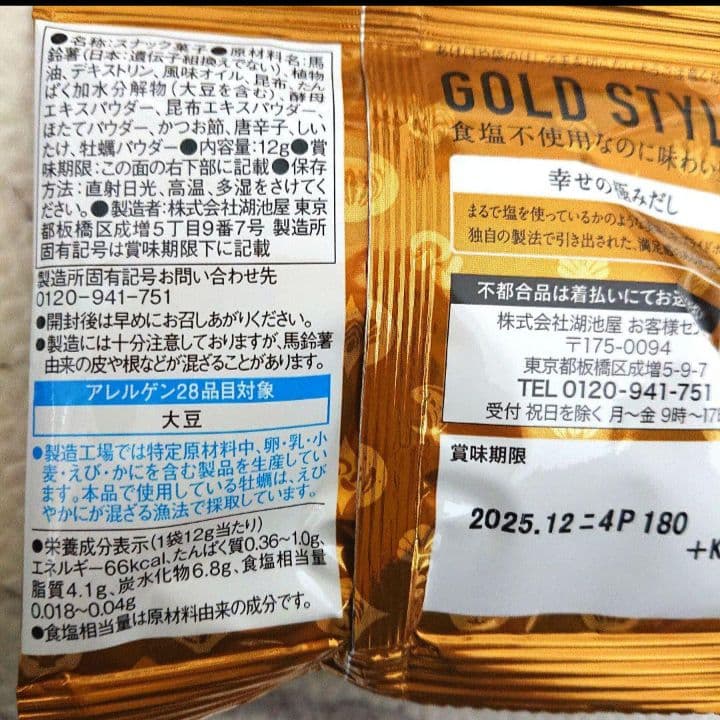 ●名称:スナック菓子●原材料名:馬
鈴薯(日本:遺伝子組換えでない)、植物
油、デキストリン、風味オイル、昆布、たん
ぱく加水分解物(大豆を含む)、酵母
エキスパウダー、昆布エキスパウダー、
ほたてパウダー、かつお節、唐辛子、しい
たけ、牡蠣パウダー●内容量:12g●賞
味期限:この面の右下部に記載●保存
方法:直射日光、高温、多湿をさけてく
ださい。●製造者:株式会社湖池屋 東京
都板橋区成増5丁目9番7号 製造所
固有記号は賞味期限下に記載
製造所固有記号お問い合わせ先
0120-941-751
●開封後は早めにお召しあがりください。
●製造には十分注意しておりますが、馬鈴薯
由来の皮や根などが混ざることがあります。
アレルゲン28品目対象
大豆
●製造工場では特定原材料中、卵・乳・小
麦・えび・かにを含む製品を生産してい
ます。本品で使用している牡蠣は、えび
やかにが混ざる漁法で採取しています。
●栄養成分表示(1袋12g当たり)
エネルギー66kcal、たんぱく質0.36~1.0g、
脂質4.1g、炭水化物6.8g、食塩相当量
0.018~0.04g
●食塩相当量は原材料由来の成分です。
GOLD STYL
食塩不使用なのに味わい
幸せの極みだし
まるで塩を使っているかのような
独自の製法で引き出された、満足
不都合品は着払いにてお送
株式会社湖池屋 お客様セ
〒175-0094
東京都板橋区成増5-9-7
TEL 0120-941-751
受付 祝日を除く 月~金 9時~17
賞味期限
2025.12ニ4P 180
+K